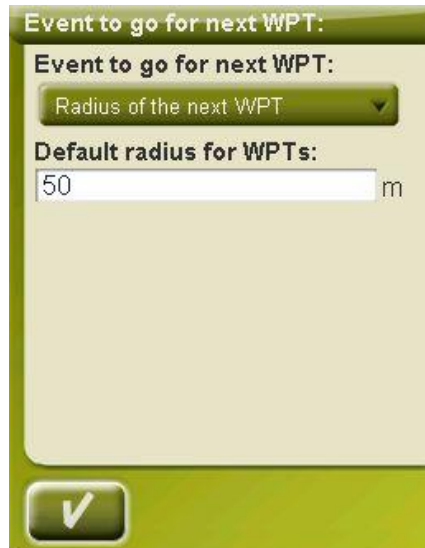 Event to go for next WPT:
Event to go for next WPT:
Radius of the next WPT
Default radius for WPTs:
50 m